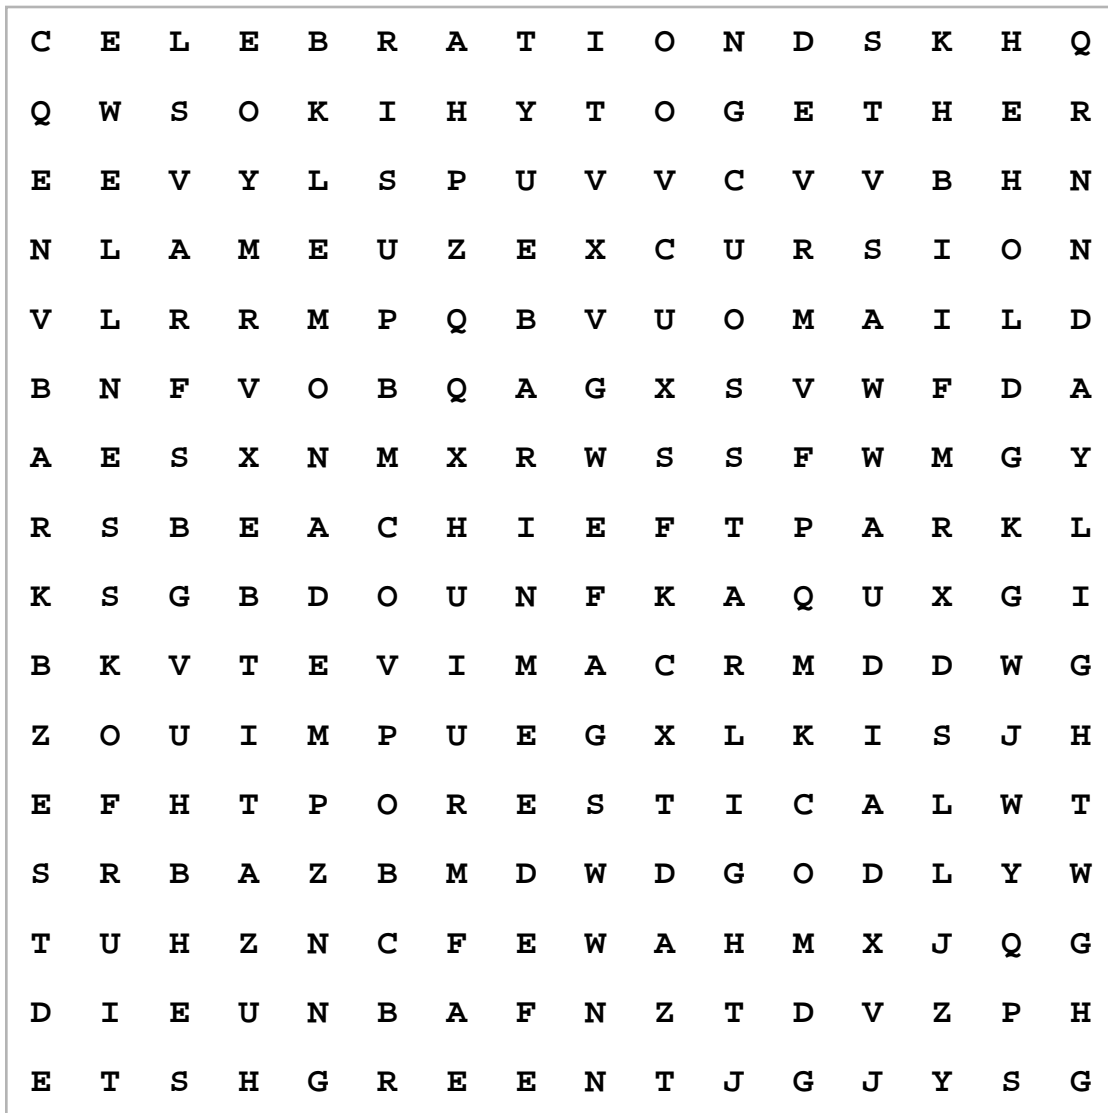 C E L E B R A T I O N D S K H Q
Q W S O K I H Y T O G E T H E R
E E V Y L S P U V V C V V B H N
N L A M E U Z E X C U R S I O N
V L R R M P Q B V U O M A I L D
B N F V O B Q A G X S V W F D A
A E S X N M X R W S S F W M G Y
R S B E A C H I E F T P A R K L
K S G B D O U N F K A Q U X G I
B K V T E V I M A C R M D D W G
Z O U I M P U E G X L K I S J H
E F H T P O R E S T I C A L W T
S R B A Z B M D W D G O D L Y W
T U H Z N C F E W A H M X J Q G
D I E U N B A F N Z T D V Z P H
E T S H G R E E N T J G J Y S G